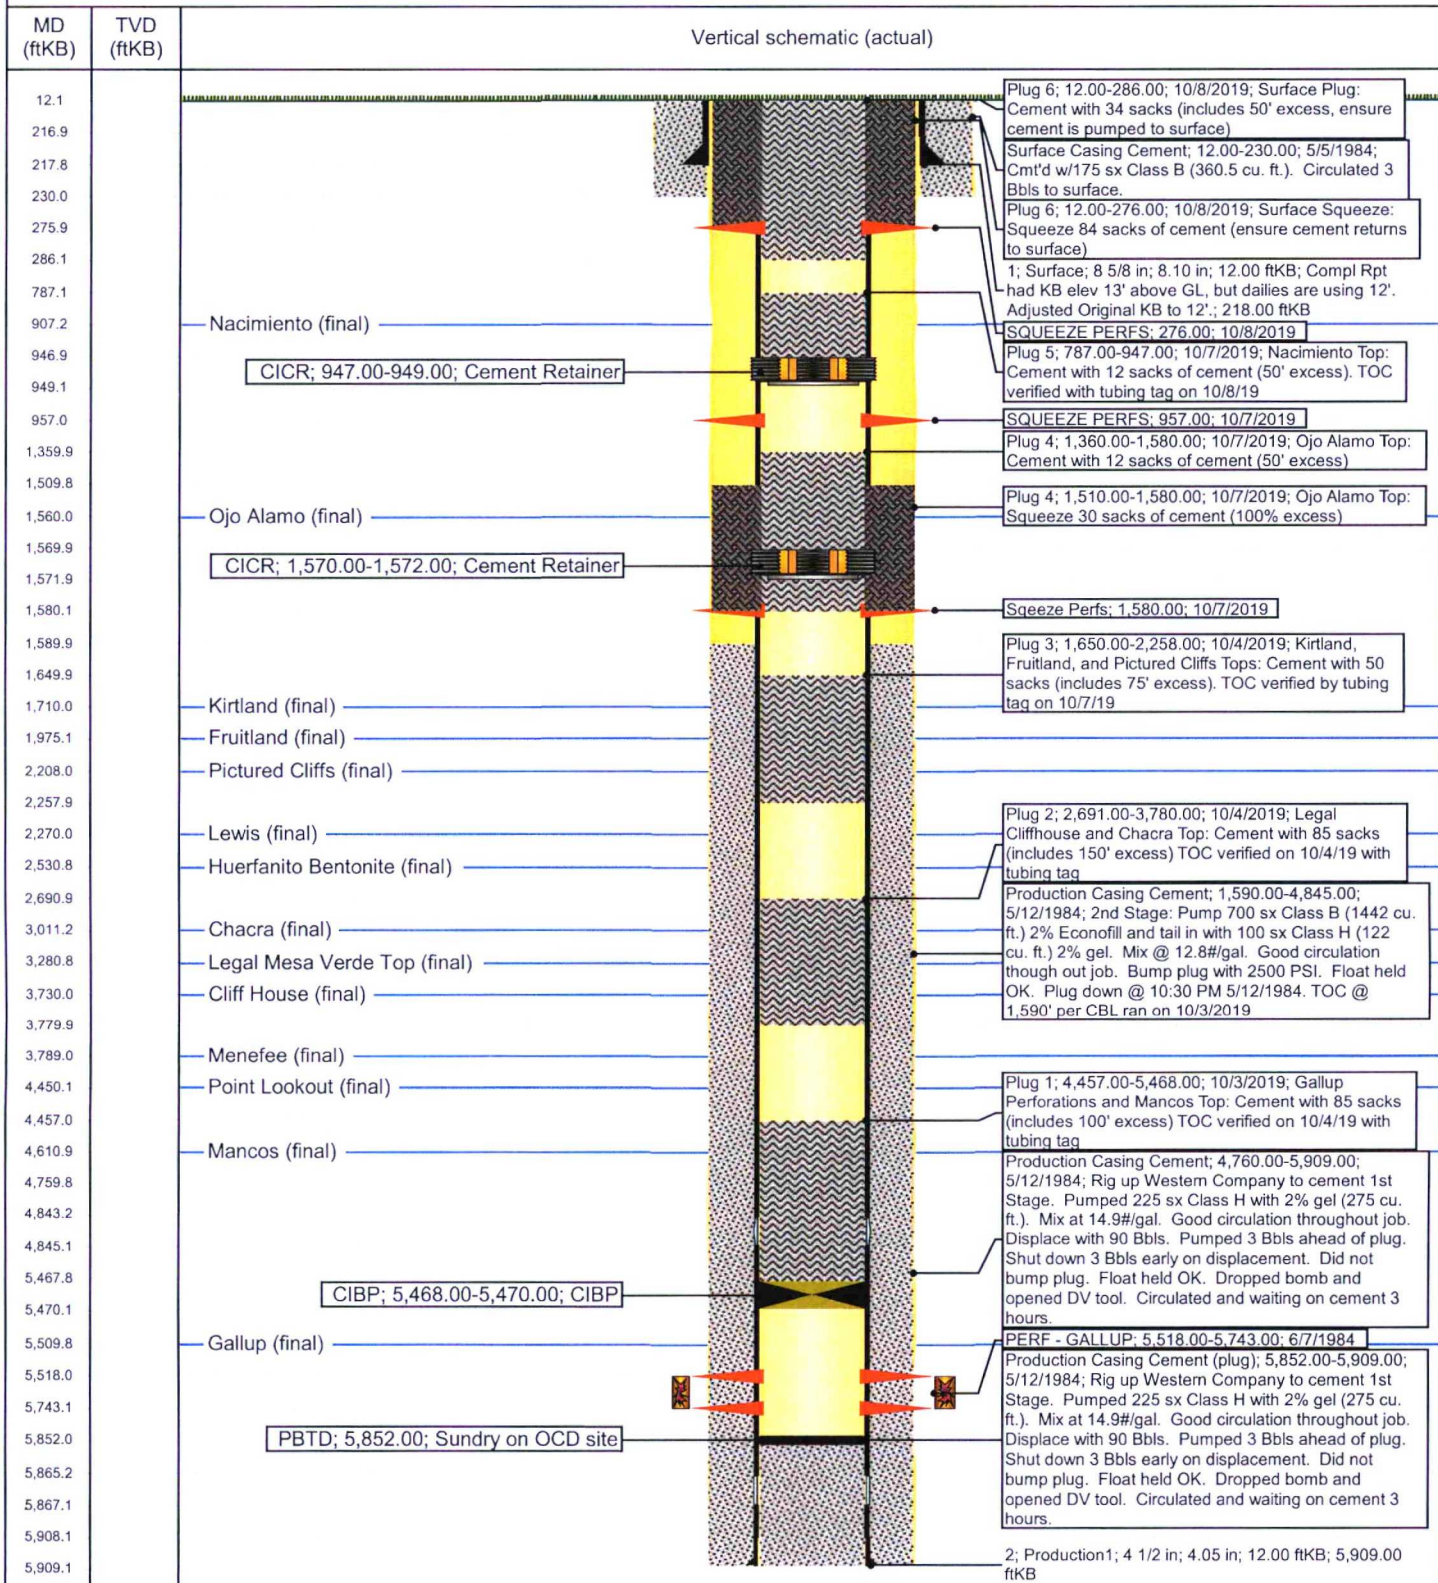 MD
(ftKB)
TVD
(ftKB)
Vertical schematic (actual)
12.1
216.9
217.8
230.0
275.9
286.1
787.1
907.2
946.9
949.1
957.0
1,359.9
1,509.8
1,560.0
1,569.9
1,571.9
1,580.1
1,589.9
1,649.9
1,710.0
1,975.1
2,208.0
2,257.9
2,270.0
2,530.8
2,690.9
3,011.2
3,280.8
3,730.0
3,779.9
3,789.0
4,450.1
4,457.0
4,610.9
4,759.8
4,843.2
4,845.1
5,467.8
5,470.1
5,509.8
5,518.0
5,743.1
5,852.0
5,865.2
5,867.1
5,908.1
5,909.1
Nacimiento (final)
CICR; 947.00-949.00; Cement Retainer
Ojo Alamo (final)
CICR; 1,570.00-1,572.00; Cement Retainer
Kirtland (final)
Fruitland (final)
Pictured Cliffs (final)
Lewis (final)
Huerfanito Bentonite (final)
Chacra (final)
Legal Mesa Verde Top (final)
Cliff House (final)
Menefee (final)
Point Lookout (final)
Mancos (final)
CIBP; 5,468.00-5,470.00; CIBP
Gallup (final)
PBTD; 5,852.00; Sundry on OCD site
Plug 6; 12.00-286.00; 10/8/2019; Surface Plug:
Cement with 34 sacks (includes 50' excess, ensure
cement is pumped to surface)
Surface Casing Cement; 12.00-230.00; 5/5/1984;
Cmt'd w/175 sx Class B (360.5 cu. ft.). Circulated 3
Bbls to surface.
Plug 6; 12.00-276.00; 10/8/2019; Surface Squeeze:
Squeeze 84 sacks of cement (ensure cement returns
to surface)
1; Surface; 8 5/8 in; 8.10 in; 12.00 ftKB; Compl Rpt
had KB elev 13' above GL, but dailies are using 12'.
Adjusted Original KB to 12'.; 218.00 ftKB
SQUEEZE PERFS; 276.00; 10/8/2019
Plug 5; 787.00-947.00; 10/7/2019; Nacimiento Top:
Cement with 12 sacks of cement (50' excess). TOC
verified with tubing tag on 10/8/19
SQUEEZE PERFS; 957.00; 10/7/2019
Plug 4; 1,360.00-1,580.00; 10/7/2019; Ojo Alamo Top:
Cement with 12 sacks of cement (50' excess)
Plug 4; 1,510.00-1,580.00; 10/7/2019; Ojo Alamo Top:
Squeeze 30 sacks of cement (100% excess)
Sqeeze Perfs; 1,580.00; 10/7/2019
Plug 3; 1,650.00-2,258.00; 10/4/2019; Kirtland,
Fruitland, and Pictured Cliffs Tops: Cement with 50
sacks (includes 75' excess). TOC verified by tubing
tag on 10/7/19
Plug 2; 2,691.00-3,780.00; 10/4/2019; Legal
Cliffhouse and Chacra Top: Cement with 85 sacks
(includes 150' excess) TOC verified on 10/4/19 with
tubing tag
Production Casing Cement; 1,590.00-4,845.00;
5/12/1984; 2nd Stage: Pump 700 sx Class B (1442 cu.
ft.) 2% Econofill and tail in with 100 sx Class H (122
cu. ft.) 2% gel. Mix @ 12.8#/gal. Good circulation
though out job. Bump plug with 2500 PSI. Float held
OK. Plug down @ 10:30 PM 5/12/1984. TOC @
1,590' per CBL ran on 10/3/2019
Plug 1; 4,457.00-5,468.00; 10/3/2019; Gallup
Perforations and Mancos Top: Cement with 85 sacks
(includes 100' excess) TOC verified on 10/4/19 with
tubing tag
Production Casing Cement; 4,760.00-5,909.00;
5/12/1984; Rig up Western Company to cement 1st
Stage. Pumped 225 sx Class H with 2% gel (275 cu.
ft.). Mix at 14.9#/gal. Good circulation throughout job.
Displace with 90 Bbls. Pumped 3 Bbls ahead of plug.
Shut down 3 Bbls early on displacement. Did not
bump plug. Float held OK. Dropped bomb and
opened DV tool. Circulated and waiting on cement 3
hours.
PERF - GALLUP; 5,518.00-5,743.00; 6/7/1984
Production Casing Cement (plug); 5,852.00-5,909.00;
5/12/1984; Rig up Western Company to cement 1st
Stage. Pumped 225 sx Class H with 2% gel (275 cu.
ft.). Mix at 14.9#/gal. Good circulation throughout job.
Displace with 90 Bbls. Pumped 3 Bbls ahead of plug.
Shut down 3 Bbls early on displacement. Did not
bump plug. Float held OK. Dropped bomb and
opened DV tool. Circulated and waiting on cement 3
hours.
2; Production1; 4 1/2 in; 4.05 in; 12.00 ftKB; 5,909.00
ftKB